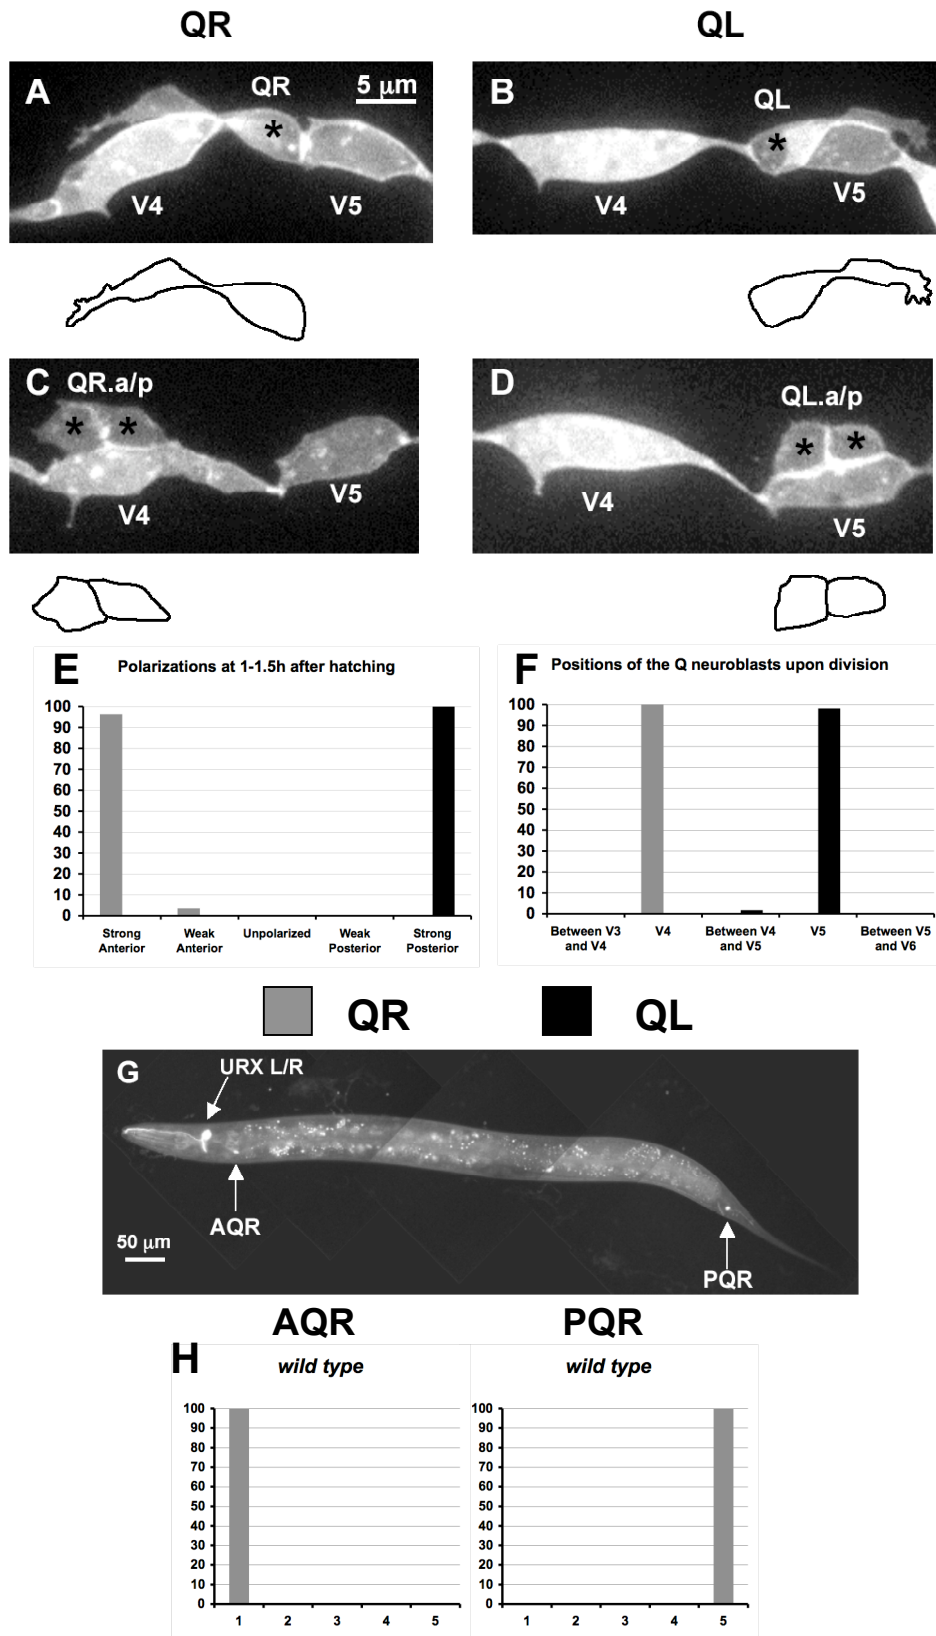 QR
QL
A
QR
5 μm
*
V4
V5
B
QL
*
V4
V5
C
QR.a/p
* *
V4
V5
D
QL.a/p
* *
V4
V5
E
Polarizations at 1-1.5h after hatching
100
90
80
70
60
50
40
30
20
10
0
Strong Anterior
Weak Anterior
Unpolarized
Weak Posterior
Strong Posterior
F
Positions of the Q neuroblasts upon division
100
90
80
70
60
50
40
30
20
10
0
Between V3 and V4
V4
Between V4 and V5
V5
Between V5 and V6
QR
QL
G
URX L/R
AQR
50 μm
PQR
AQR
PQR
H
wild type
100
90
80
70
60
50
40
30
20
10
0
1 2 3 4 5
wild type
100
90
80
70
60
50
40
30
20
10
0
1 2 3 4 5